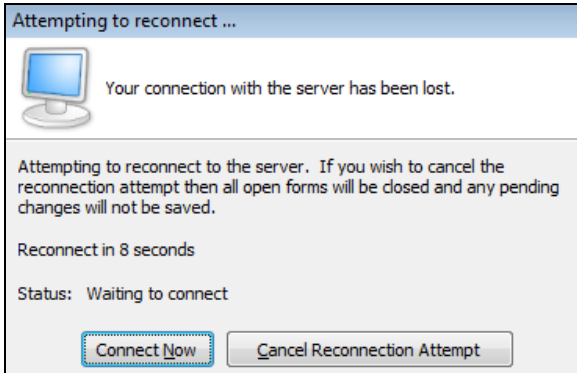 Attempting to reconnect ...
Your connection with the server has been lost.
Attempting to reconnect to the server.  If you wish to cancel the
reconnection attempt then all open forms will be closed and any pending
changes will not be saved.
Reconnect in 8 seconds
Status:  Waiting to connect
Connect Now
Cancel Reconnection Attempt